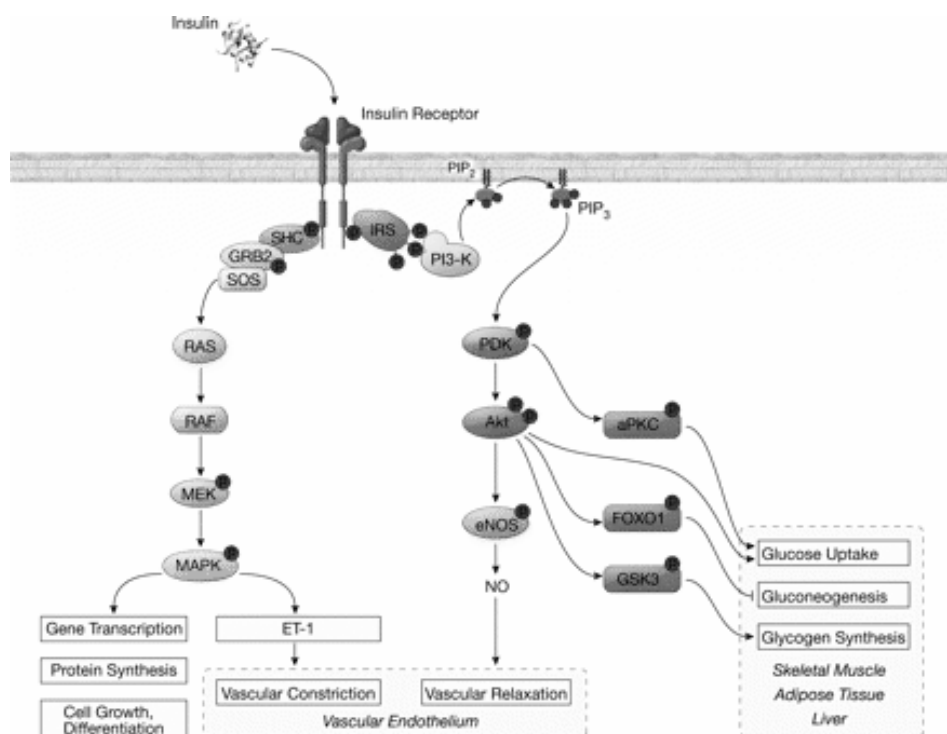 Insulin
Insulin Receptor
PIP2
PIP3
SHC
P
IRS
P
P
P
P
GRB2
P
SOS
PI3-K
RAS
PDK
P
RAF
Akt
P
P
aPKC
P
MEK
P
eNOS
P
FOXO1
P
MAPK
P
NO
GSK3
P
Glucose Uptake
Gluconeogenesis
Glycogen Synthesis
Gene Transcription
ET-1
Protein Synthesis
Vascular Constriction
Vascular Relaxation
Cell Growth,
Differentiation
Vascular Endothelium
Skeletal Muscle
Adipose Tissue
Liver